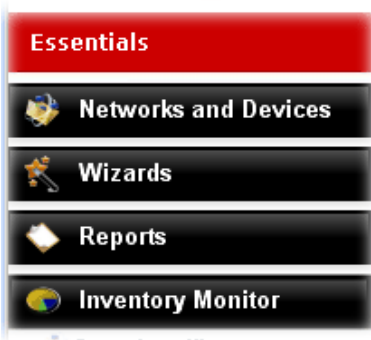 Essentials
Networks and Devices
Wizards
Reports
Inventory Monitor